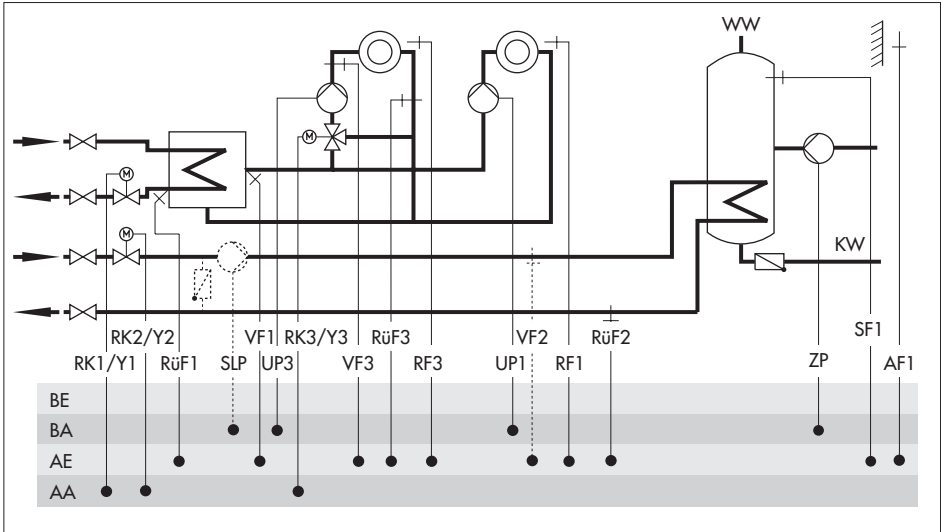 WW
M
M
M
KW
RK2/Y2 VF1 RK3/Y3 RüF3 VF2 RüF2 SF1
RK1/Y1 RüF1 SLP UP3 VF3 RF3 UP1 RF1 ZP AF1
BE
BA
AE
AA